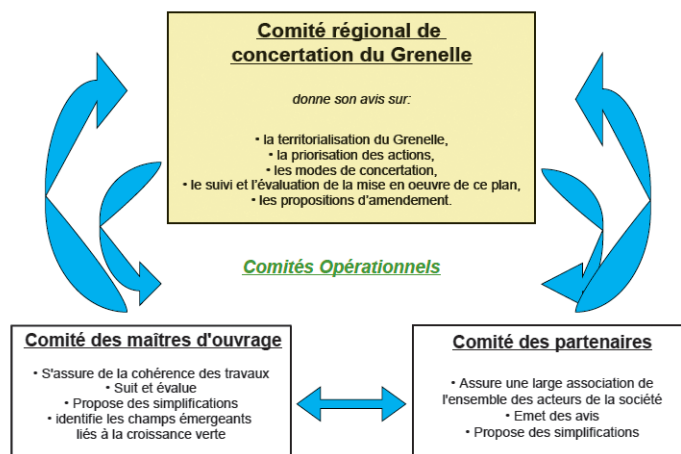 Comité régional de
concertation du Grenelle
donne son avis sur:
• la territorialisation du Grenelle,
• la priorisation des actions,
• les modes de concertation,
• le suivi et l'évaluation de la mise en oeuvre de ce plan,
• les propositions d'amendement.
Comités Opérationnels
Comité des maîtres d'ouvrage
• S'assure de la cohérence des travaux
• Suit et évalue
• Propose des simplifications
• identifie les champs émergeants
liés à la croissance verte
Comité des partenaires
• Assure une large association de
l'ensemble des acteurs de la société
• Emet des avis
• Propose des simplifications